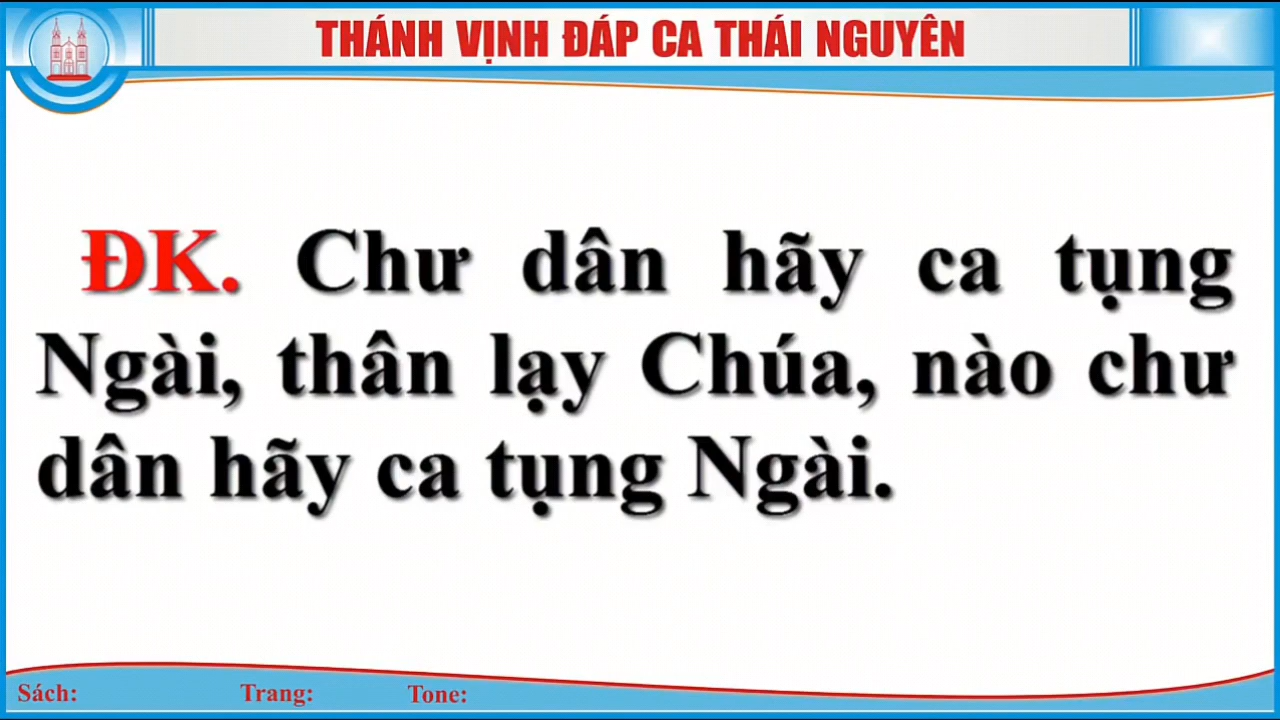 THÁNH VỊNH ĐÁP CA THÁI NGUYÊN
ĐK. Chư dân hãy ca tụng
Ngài, thân lạy Chúa, nào chư
dân hãy ca tụng Ngài.
Sách: Trang: Tone: